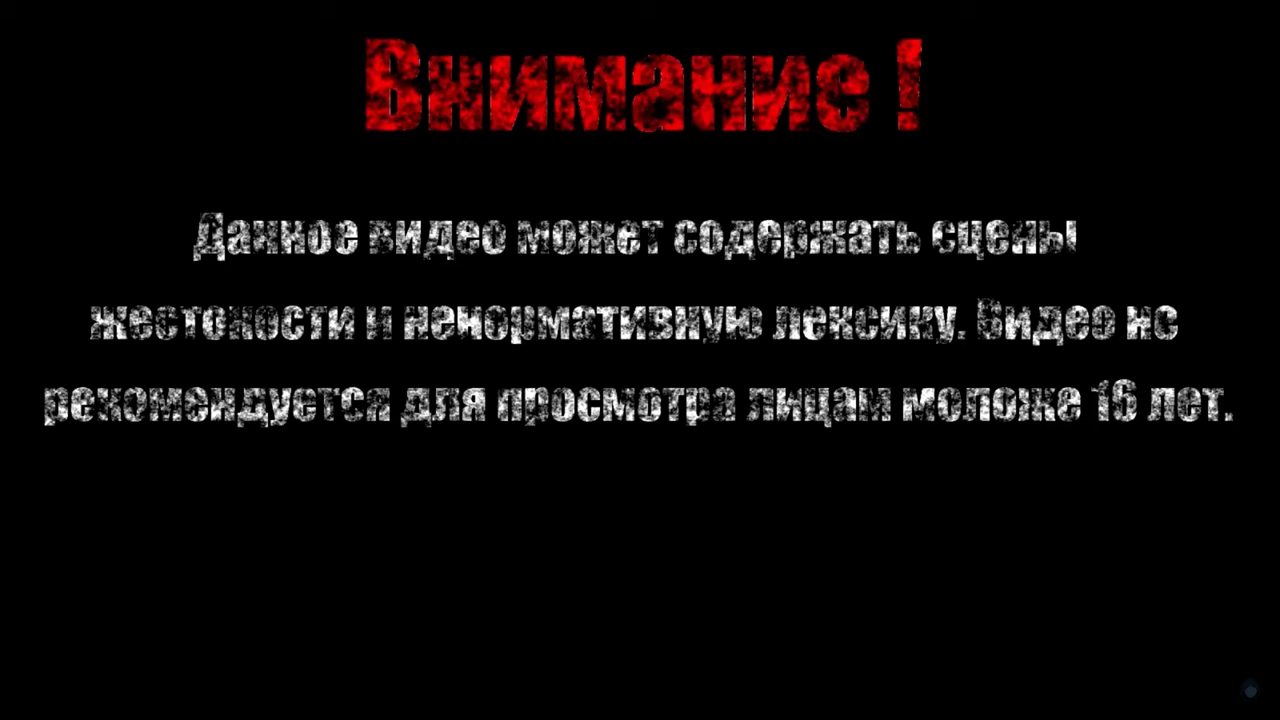 Внимание !
Данное видео может содержать сцены
жестокости и ненормативную лексику. Видео не
рекомендуется для просмотра лицам моложе 16 лет.